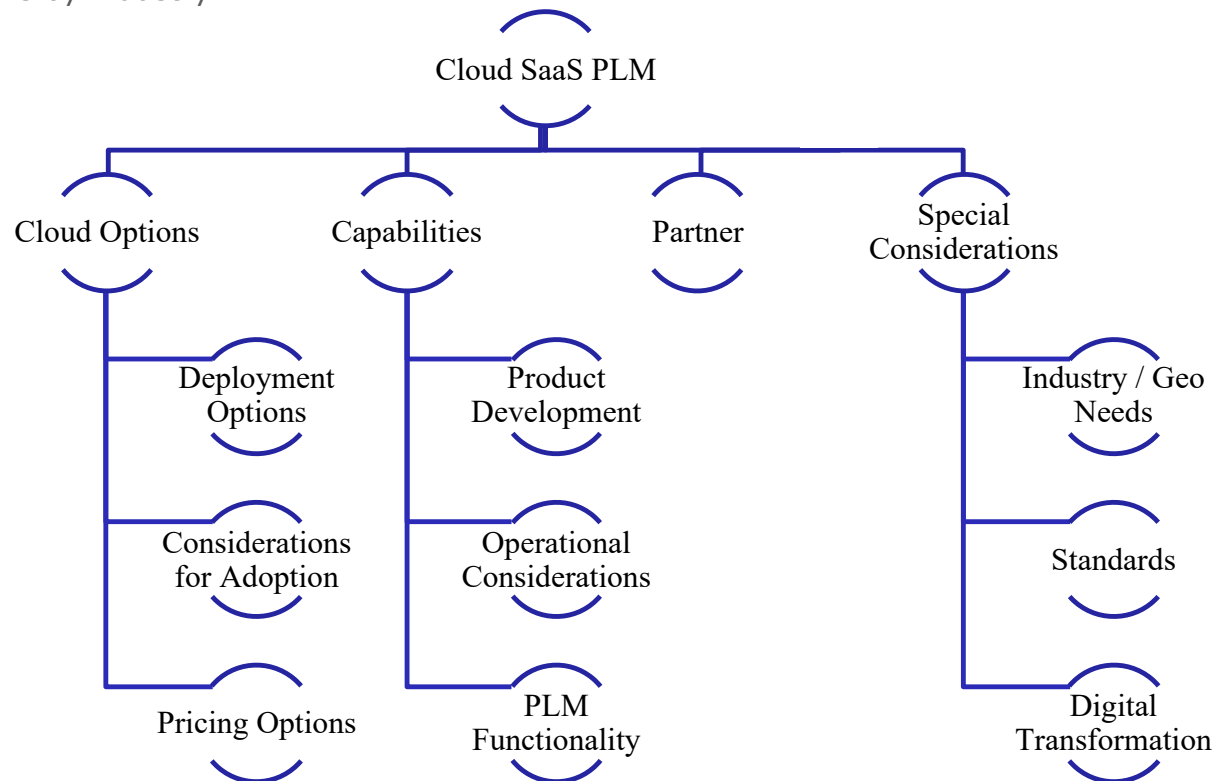 Cloud SaaS PLM
Cloud Options
Capabilities
Partner
Special
Considerations
Deployment
Options
Product
Development
Industry / Geo
Needs
Considerations
for Adoption
Operational
Considerations
Standards
Pricing Options
PLM
Functionality
Digital
Transformation